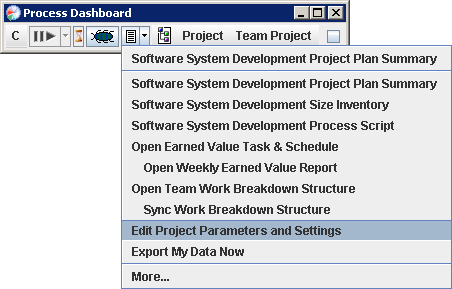 Process Dashboard
C Project Team Project
Software System Development Project Plan Summary
Software System Development Project Plan Summary
Software System Development Size Inventory
Software System Development Process Script
Open Earned Value Task & Schedule
Open Weekly Earned Value Report
Open Team Work Breakdown Structure
Sync Work Breakdown Structure
Edit Project Parameters and Settings
Export My Data Now
More...